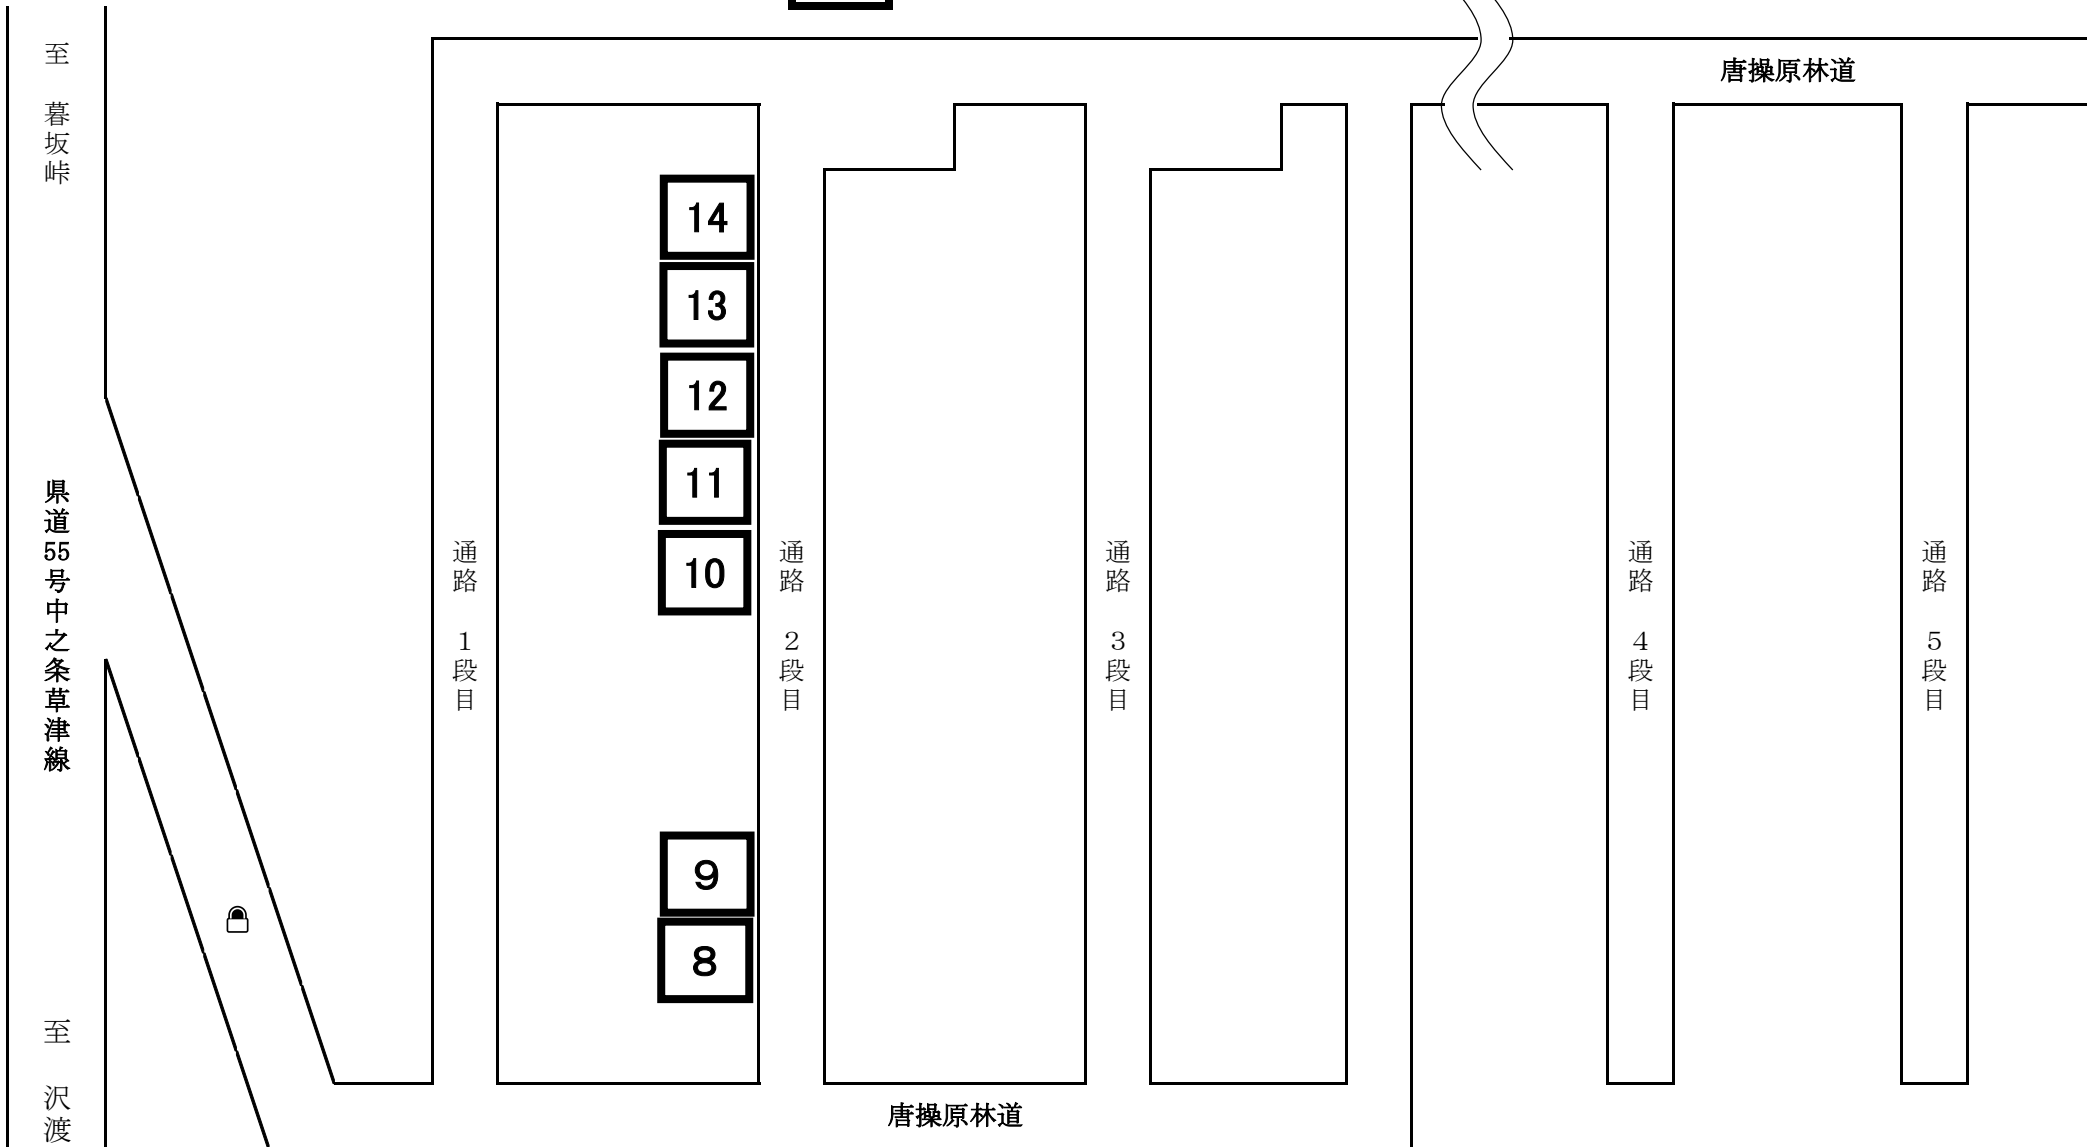 至 暮坂峠
県道55号中之条草津線
至 沢渡
唐操原林道
14
13
12
11
10
9
8
通路 1段目
通路 2段目
通路 3段目
通路 4段目
通路 5段目
唐操原林道